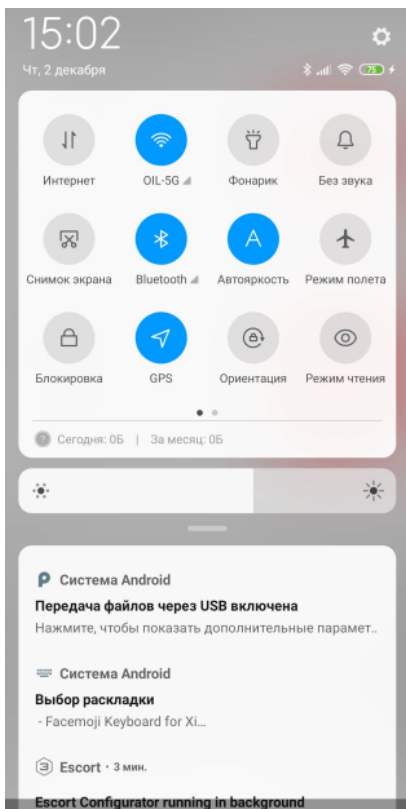 15:02
Чт, 2 декабря
75
Интернет
OIL-5G
Фонарик
Без звука
Снимок экрана
Bluetooth
Автояркость
Режим полета
Блокировка
GPS
Ориентация
Режим чтения
Сегодня: 0Б | За месяц: 0Б
Система Android
Передача файлов через USB включена
Нажмите, чтобы показать дополнительные парамет..
Система Android
Выбор раскладки
- Facemoji Keyboard for Xi...
Escort · 3 мин.
Escort Configurator running in background